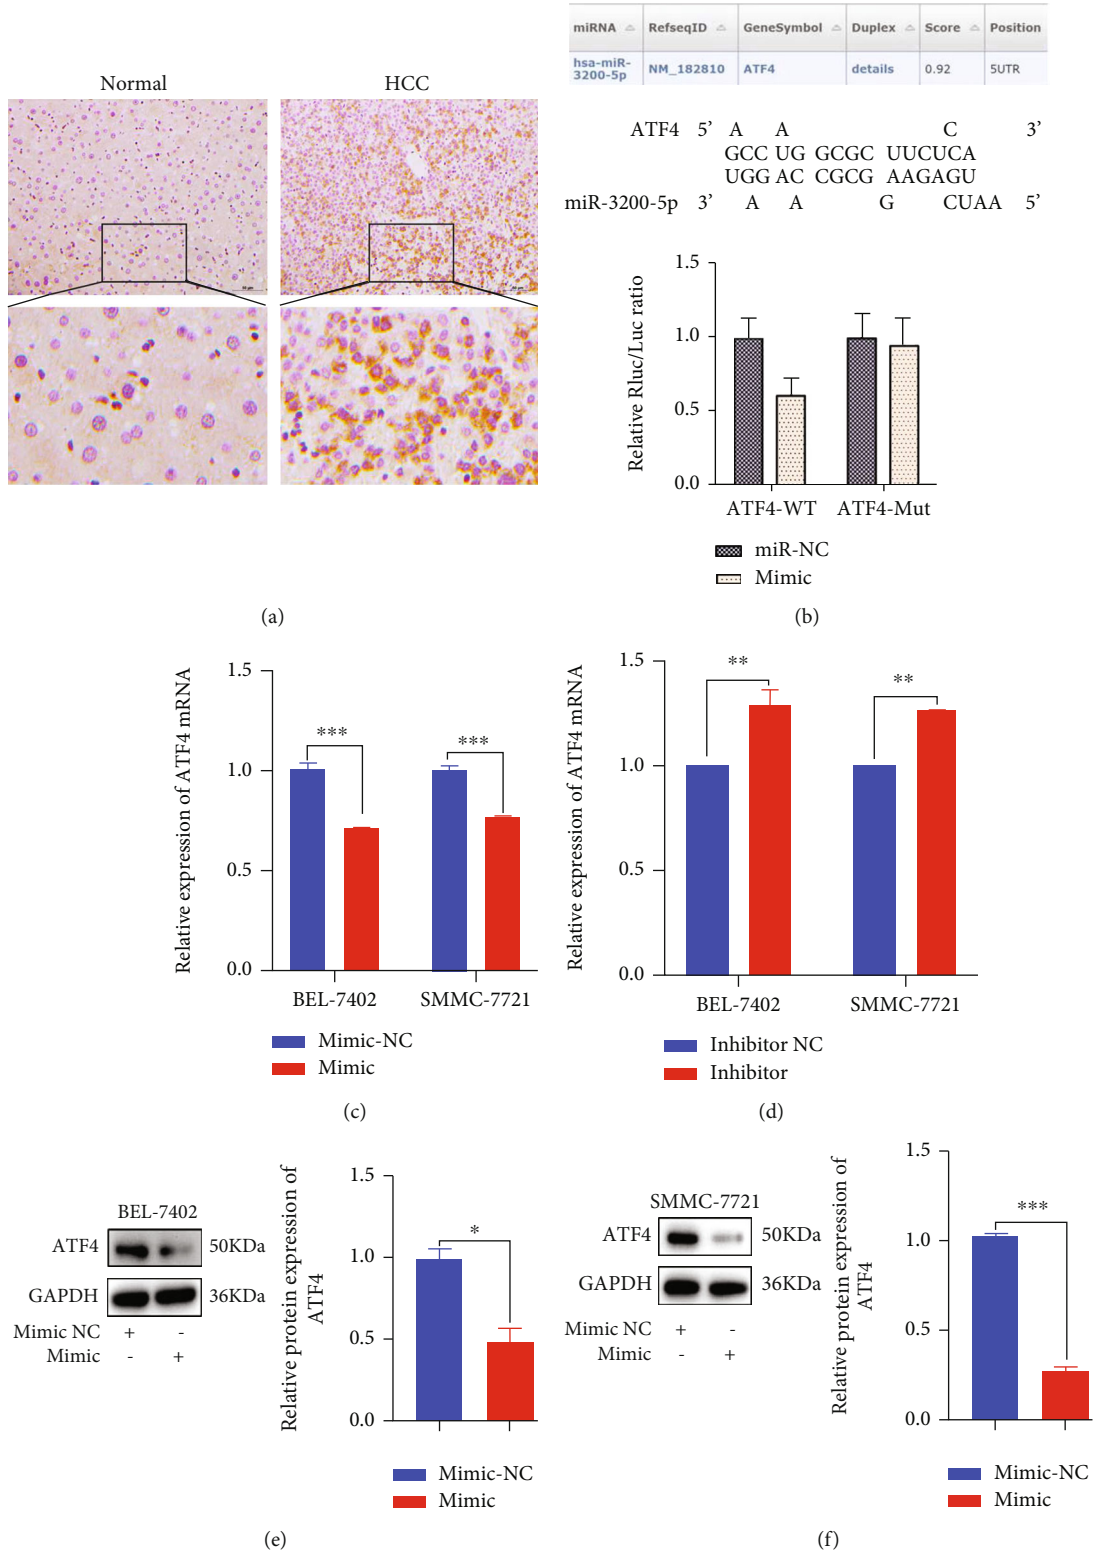 Normal
HCC
(a)
miRNA RefseqID GeneSymbol Duplex Score Position
hsa-miR-3200-5p NM_182810 ATF4 details 0.92 5UTR
ATF4 5’ A A C 3’
GCC UG GCGC UUCUCA
UGG AC CGCG AAGAGU
miR-3200-5p 3’ A A G CUAA 5’
Relative Rluc/Luc ratio
1.5
1.0
0.5
0.0
ATF4-WT ATF4-Mut
miR-NC
Mimic
(b)
Relative expression of ATF4 mRNA
1.5
1.0
0.5
0.0
*** ***
BEL-7402 SMMC-7721
Mimic-NC
Mimic
(c)
Relative expression of ATF4 mRNA
1.5
1.0
0.5
0.0
** **
BEL-7402 SMMC-7721
Inhibitor NC
Inhibitor
(d)
BEL-7402
ATF4 50KDa
GAPDH 36KDa
Mimic NC + -
Mimic - +
Relative protein expression of
ATF4
1.5
1.0
0.5
0.0
*
Mimic-NC
Mimic
(e)
SMMC-7721
ATF4 50KDa
GAPDH 36KDa
Mimic NC + -
Mimic - +
Relative protein expression of
ATF4
1.5
1.0
0.5
0.0
***
Mimic-NC
Mimic
(f)